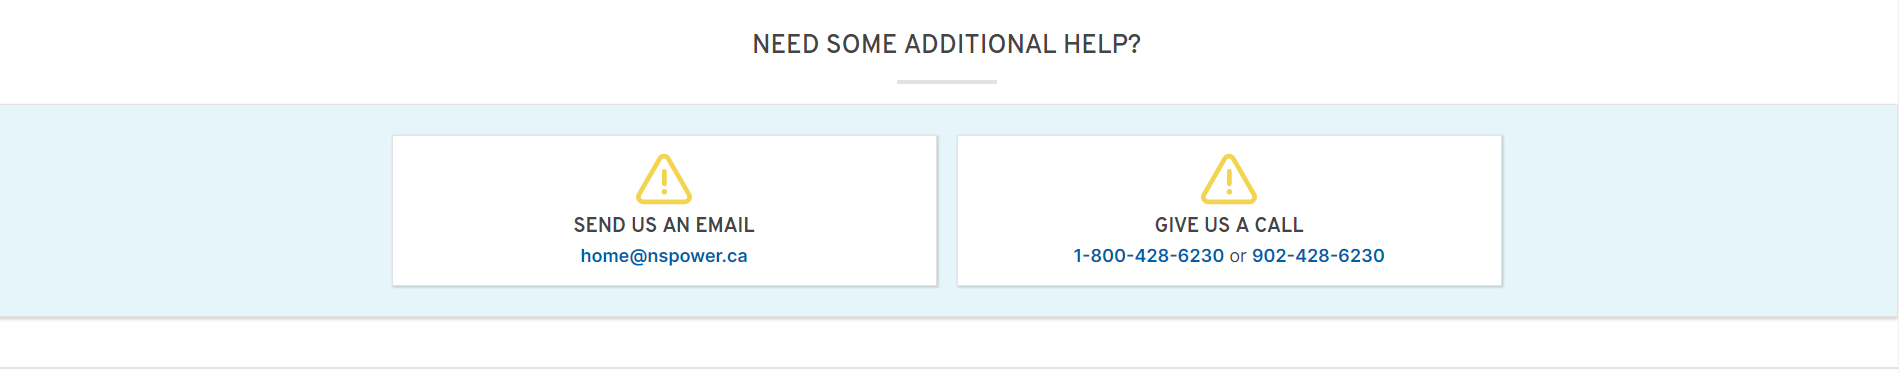 NEED SOME ADDITIONAL HELP?
SEND US AN EMAIL
home@nspower.ca
GIVE US A CALL
1-800-428-6230 or 902-428-6230